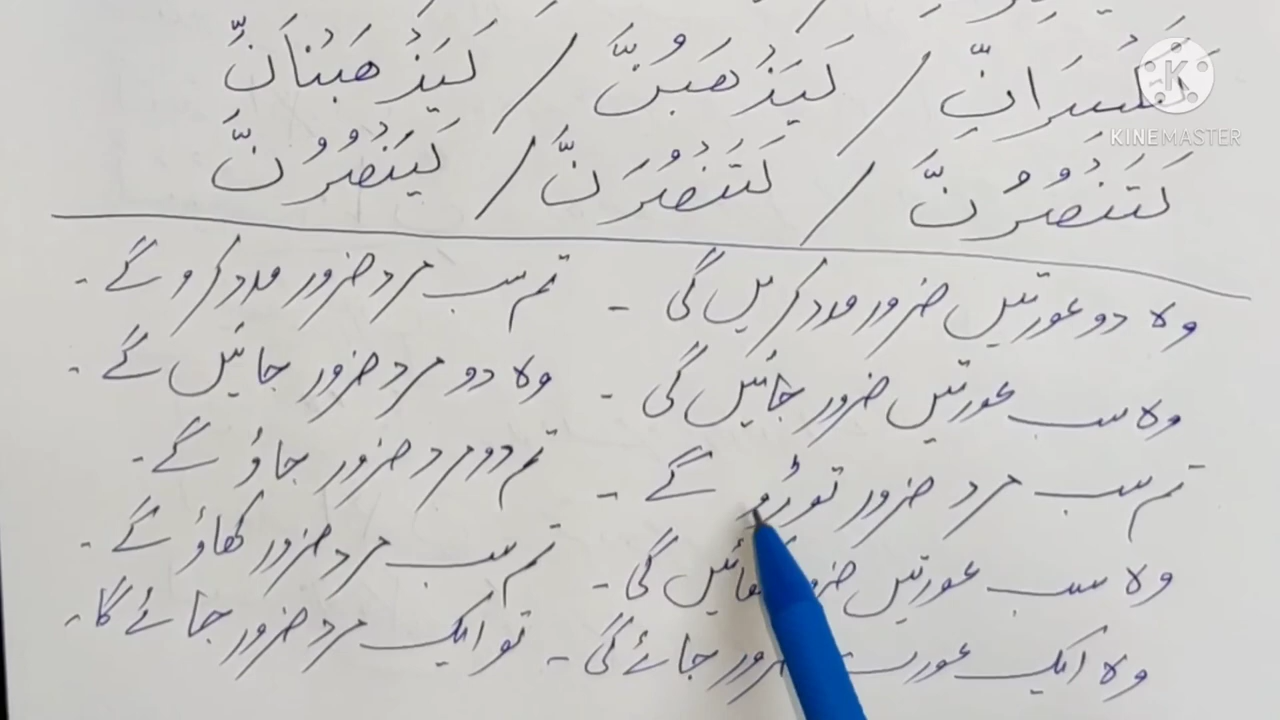 لَتَكْسِرَانِّ / لَيَذْهَبُنَّ / لَيَذْهَبْنَانِّ
KINEMASTER
لَتَنْصُرُنَّ / لَتَنْصُرَنَّ / لَيَنْصُرُنَّ
وہ دو عورتیں ضرور مدد کریں گی - تم سب مرد ضرور مدد کرو گے -
وہ سب عورتیں ضرور جائیں گی - وہ دو مرد ضرور جائیں گے -
تم سب مرد ضرور توڑو گے - تم دو مرد ضرور جاؤ گے -
وہ سب عورتیں گی - تم سب مرد ضرور کھاؤ گے -
وہ ایک عورت ضرور جائے گی - تو ایک مرد ضرور جائے گا -